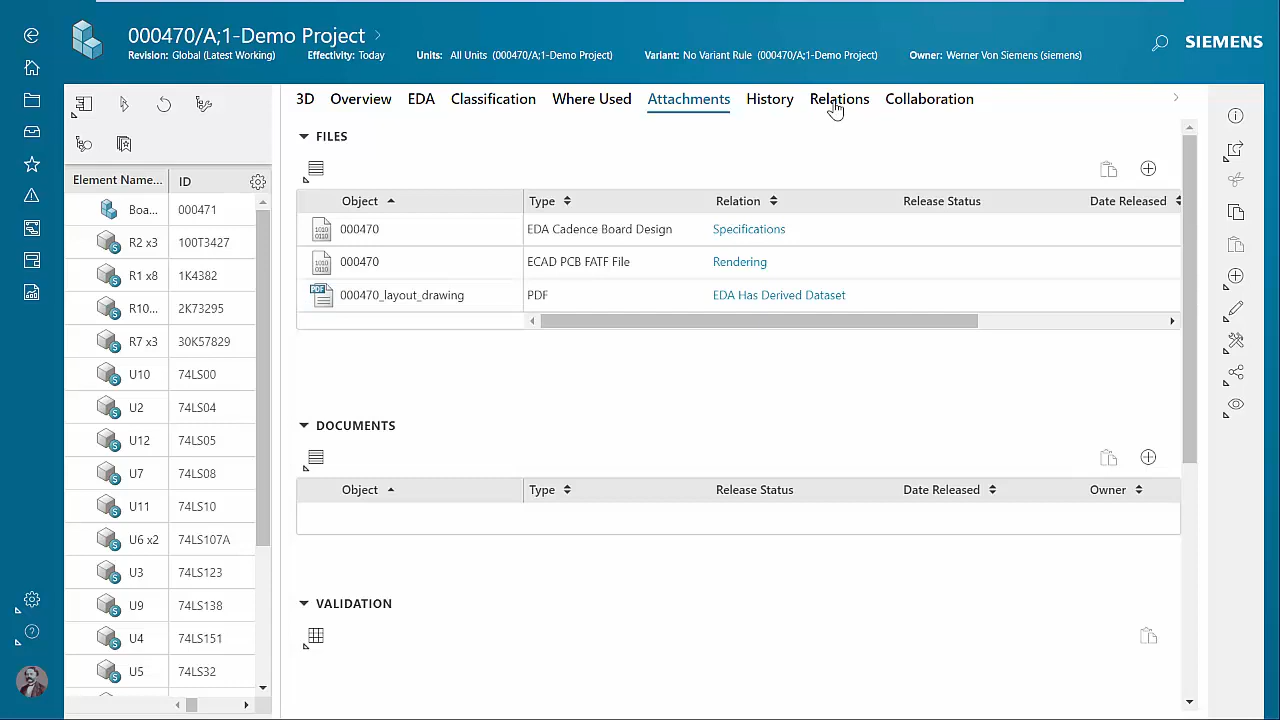 000470/A;1-Demo Project
Revision: Global (Latest Working) Effectivity: Today Units: All Units (000470/A;1-Demo Project) Variant: No Variant Rule (000470/A;1-Demo Project) Owner: Werner Von Siemens (siemens)
SIEMENS
3D Overview EDA Classification Where Used Attachments History Relations Collaboration
Element Name... ID
Boa... 000471
R2 x3 100T3427
R1 x8 1K4382
R10... 2K73295
R7 x3 30K57829
U10 74LS00
U2 74LS04
U12 74LS05
U7 74LS08
U11 74LS10
U6 x2 74LS107A
U3 74LS123
U9 74LS138
U4 74LS151
U5 74LS32
FILES
Object Type Relation Release Status Date Released
000470 EDA Cadence Board Design Specifications
000470 ECAD PCB FATF File Rendering
PDF 000470_layout_drawing PDF EDA Has Derived Dataset
DOCUMENTS
Object Type Release Status Date Released Owner
VALIDATION